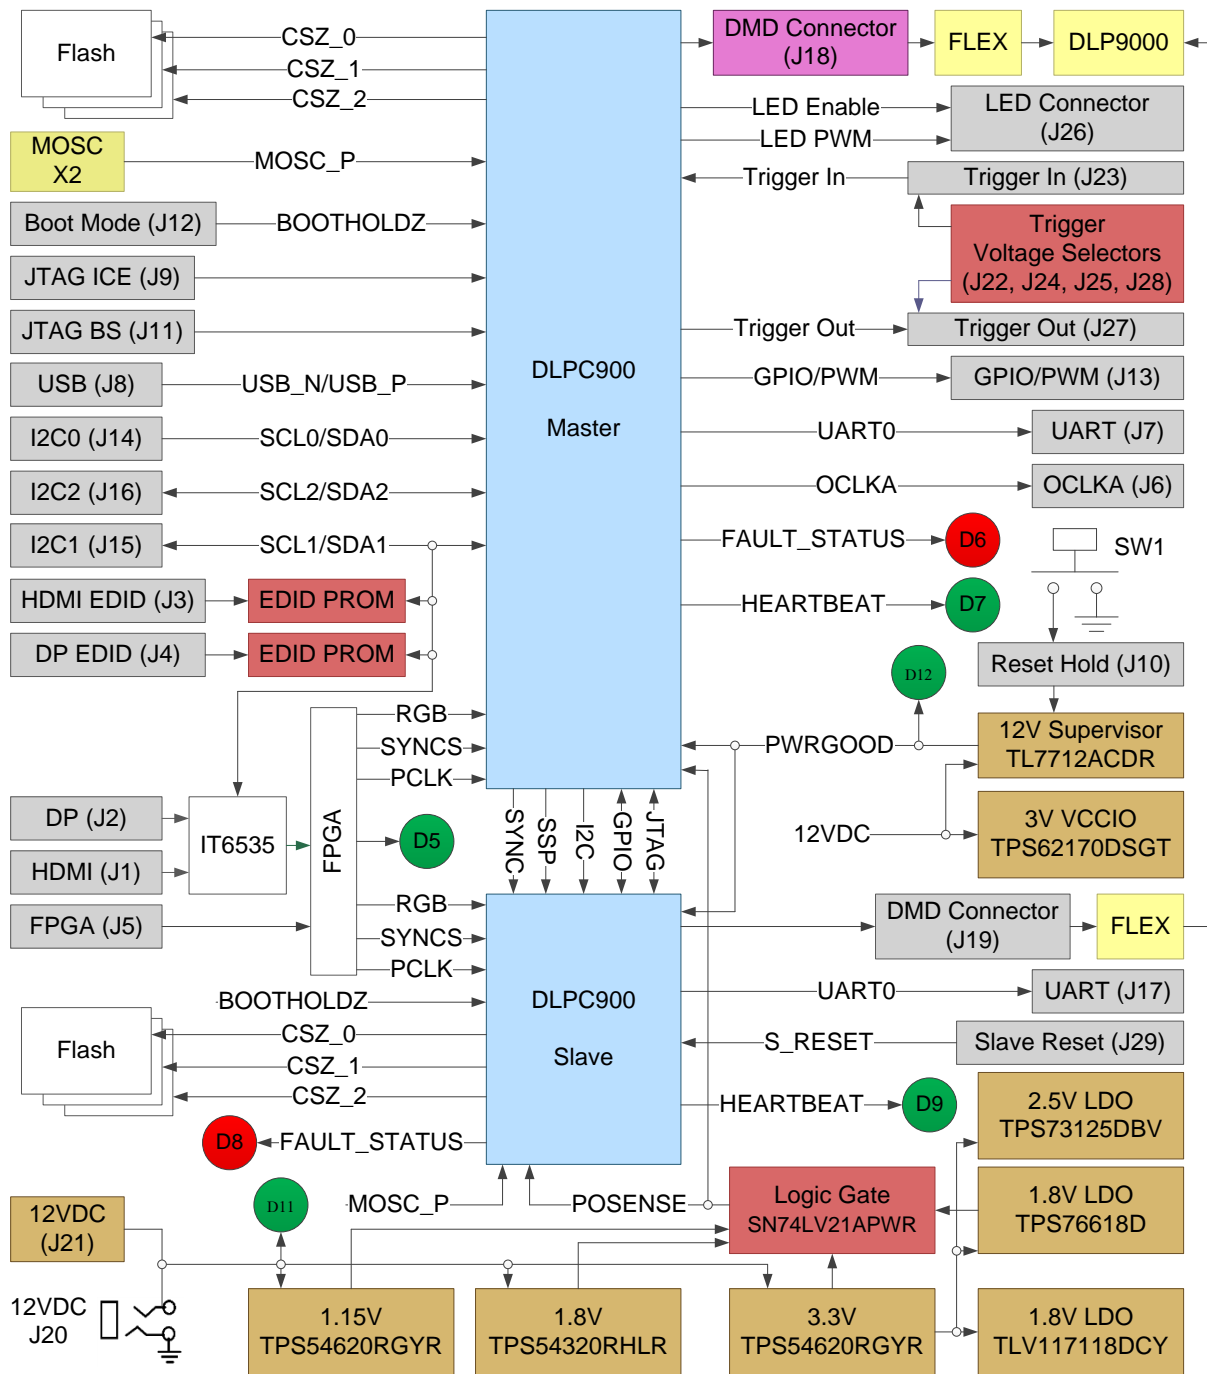 Flash
CSZ_0
CSZ_1
CSZ_2
MOSC
X2
MOSC_P
Boot Mode (J12)
BOOTHOLDZ
JTAG ICE (J9)
JTAG BS (J11)
USB (J8)
USB_N/USB_P
I2C0 (J14)
SCL0/SDA0
I2C2 (J16)
SCL2/SDA2
I2C1 (J15)
SCL1/SDA1
HDMI EDID (J3)
EDID PROM
DP EDID (J4)
EDID PROM
DLPC900
Master
DMD Connector
(J18)
FLEX
DLP9000
LED Enable
LED PWM
LED Connector
(J26)
Trigger In
Trigger In (J23)
Trigger
Voltage Selectors
(J22, J24, J25, J28)
Trigger Out
Trigger Out (J27)
GPIO/PWM
GPIO/PWM (J13)
UART0
UART (J7)
OCLKA
OCLKA (J6)
FAULT_STATUS
D6
SW1
HEARTBEAT
D7
Reset Hold (J10)
D12
PWRGOOD
12V Supervisor
TL7712ACDR
12VDC
3V VCCIO
TPS62170DSGT
RGB
SYNCS
PCLK
DP (J2)
HDMI (J1)
IT6535
FPGA
D5
FPGA (J5)
SYNC
SSP
I2C
GPIO
JTAG
RGB
SYNCS
PCLK
BOOTHOLDZ
Flash
CSZ_0
CSZ_1
CSZ_2
D8
FAULT_STATUS
DLPC900
Slave
DMD Connector
(J19)
FLEX
UART0
UART (J17)
S_RESET
Slave Reset (J29)
HEARTBEAT
D9
2.5V LDO
TPS73125DBV
MOSC_P
POSENSE
Logic Gate
SN74LV21APWR
1.8V LDO
TPS76618D
12VDC
(J21)
D11
12VDC
J20
1.15V
TPS54620RGYR
1.8V
TPS54320RHLR
3.3V
TPS54620RGYR
1.8V LDO
TLV117118DCY